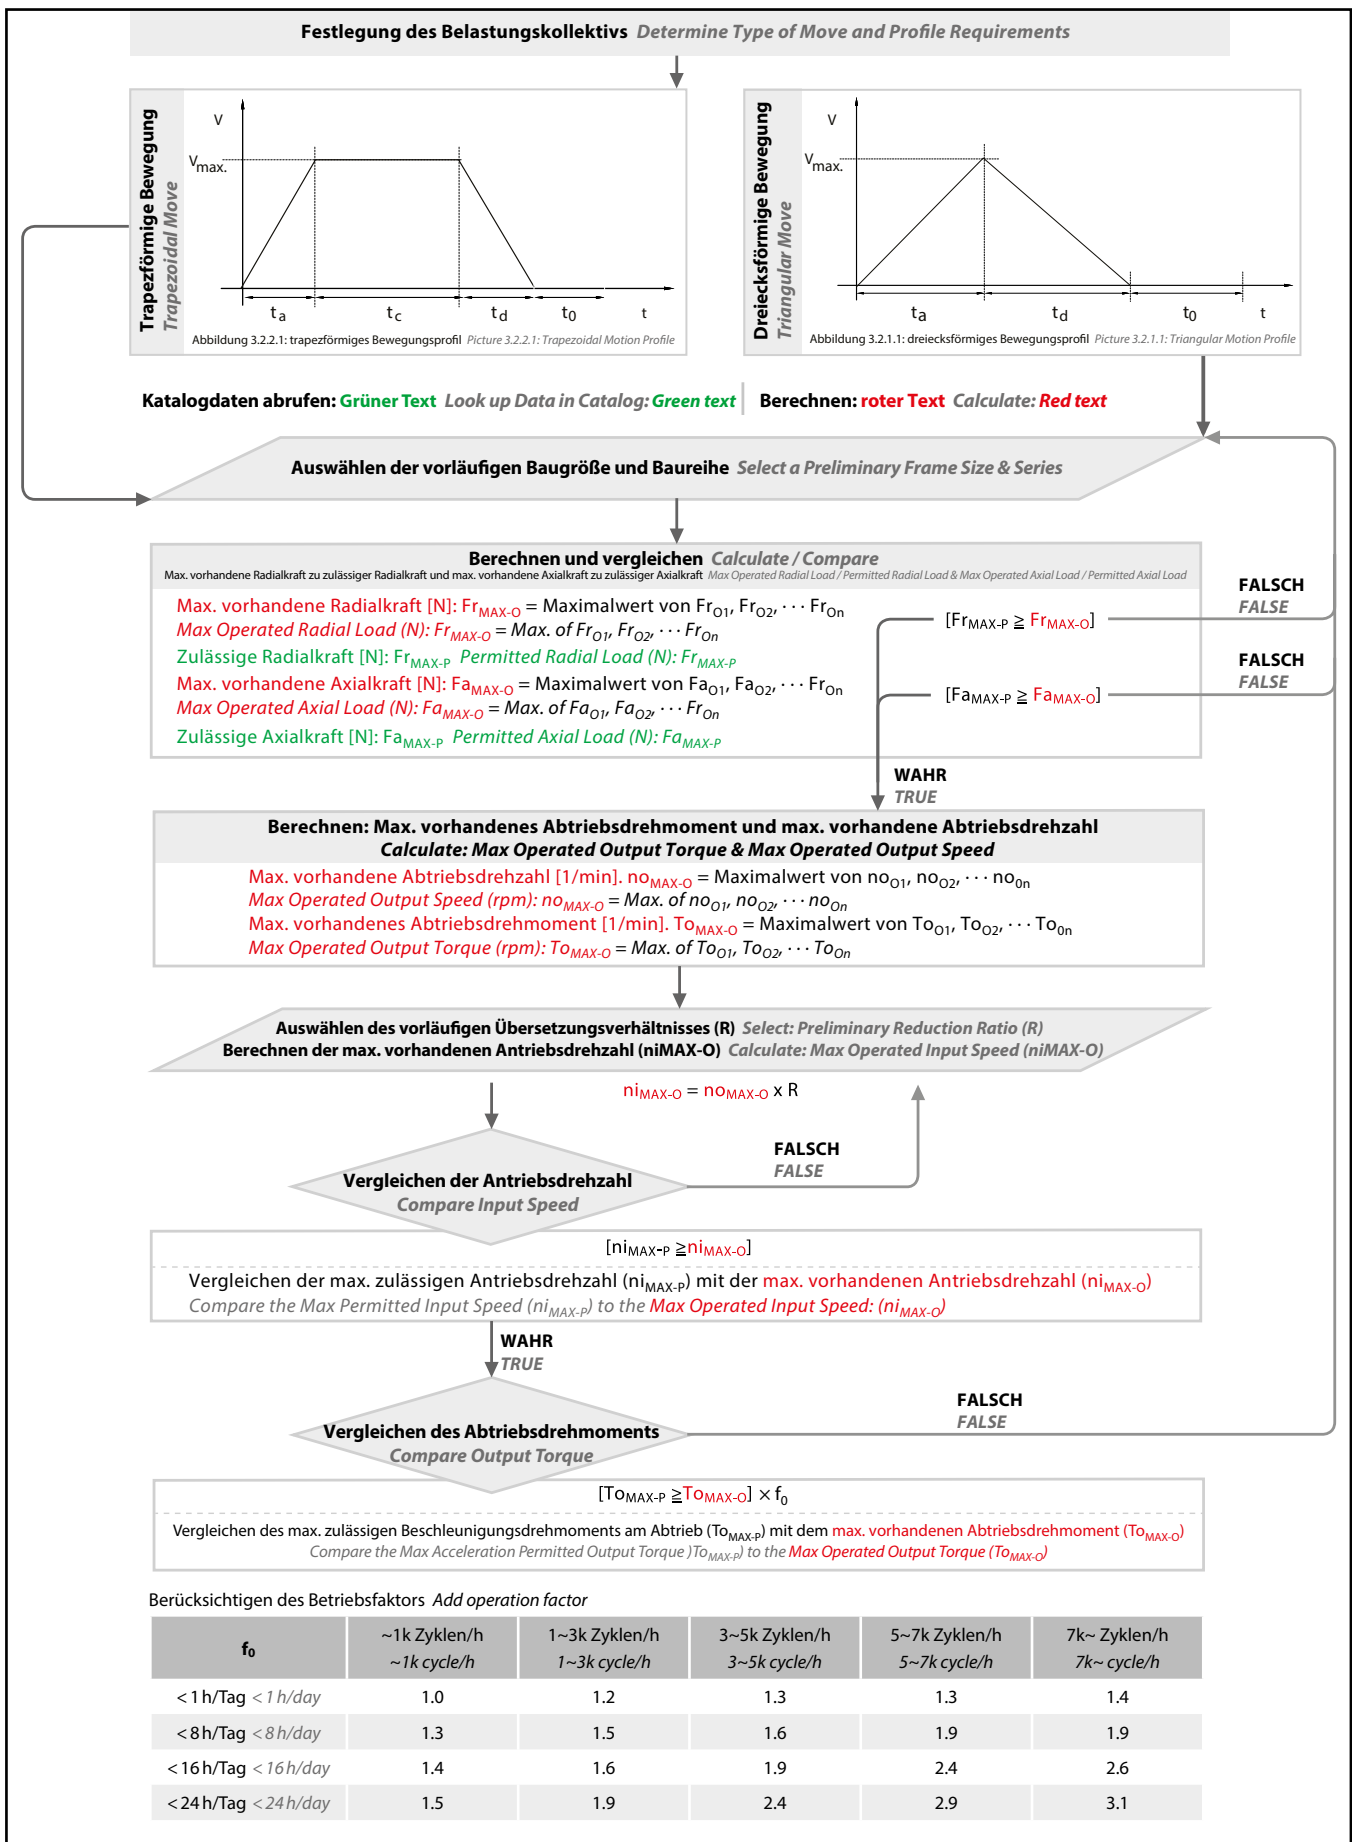 Festlegung des Belastungskollektivs Determine Type of Move and Profile Requirements
Trapezförmige Bewegung
Trapezoidal Move
V
Vmax.
ta
tc
td
t0
t
Abbildung 3.2.2.1: trapezförmiges Bewegungsprofil Picture 3.2.2.1: Trapezoidal Motion Profile
Dreiecksförmige Bewegung
Triangular Move
V
Vmax.
ta
td
t0
t
Abbildung 3.2.1.1: dreiecksförmiges Bewegungsprofil Picture 3.2.1.1: Triangular Motion Profile
Katalogdaten abrufen: Grüner Text Look up Data in Catalog: Green text
Berechnen: roter Text Calculate: Red text
Auswählen der vorläufigen Baugröße und Baureihe Select a Preliminary Frame Size & Series
Berechnen und vergleichen Calculate / Compare
Max. vorhandene Radialkraft zu zulässiger Radialkraft und max. vorhandene Axialkraft zu zulässiger Axialkraft Max Operated Radial Load / Permitted Radial Load & Max Operated Axial Load / Permitted Axial Load
Max. vorhandene Radialkraft [N]: FrMAX-O = Maximalwert von FrO1, FrO2, ··· FrOn
Max Operated Radial Load (N): FrMAX-O = Max. of FrO1, FrO2, ··· FrOn
Zulässige Radialkraft [N]: FrMAX-P Permitted Radial Load (N): FrMAX-P
Max. vorhandene Axialkraft [N]: FaMAX-O = Maximalwert von FaO1, FaO2, ··· FrOn
Max Operated Axial Load (N): FaMAX-O = Max. of FaO1, FaO2, ··· FrOn
Zulässige Axialkraft [N]: FaMAX-P Permitted Axial Load (N): FaMAX-P
[FrMAX-P ≧ FrMAX-O]
FALSCH
FALSE
[FaMAX-P ≧ FaMAX-O]
FALSCH
FALSE
WAHR
TRUE
Berechnen: Max. vorhandenes Abtriebsdrehmoment und max. vorhandene Abtriebsdrehzahl
Calculate: Max Operated Output Torque & Max Operated Output Speed
Max. vorhandene Abtriebsdrehzahl [1/min]. noMAX-O = Maximalwert von noO1, noO2, ··· no0n
Max Operated Output Speed (rpm): noMAX-O = Max. of noO1, noO2, ··· noOn
Max. vorhandenes Abtriebsdrehmoment [1/min]. ToMAX-O = Maximalwert von ToO1, ToO2, ··· To0n
Max Operated Output Torque (rpm): ToMAX-O = Max. of ToO1, ToO2, ··· ToOn
Auswählen des vorläufigen Übersetzungsverhältnisses (R) Select: Preliminary Reduction Ratio (R)
Berechnen der max. vorhandenen Antriebsdrehzahl (niMAX-O) Calculate: Max Operated Input Speed (niMAX-O)
niMAX-O = noMAX-O x R
FALSCH
FALSE
Vergleichen der Antriebsdrehzahl
Compare Input Speed
[niMAX-P ≧niMAX-O]
Vergleichen der max. zulässigen Antriebsdrehzahl (niMAX-P) mit der max. vorhandenen Antriebsdrehzahl (niMAX-O)
Compare the Max Permitted Input Speed (niMAX-P) to the Max Operated Input Speed: (niMAX-O)
WAHR
TRUE
FALSCH
FALSE
Vergleichen des Abtriebsdrehmoments
Compare Output Torque
[ToMAX-P ≧ToMAX-O] × f0
Vergleichen des max. zulässigen Beschleunigungsdrehmoments am Abtrieb (ToMAX-P) mit dem max. vorhandenen Abtriebsdrehmoment (ToMAX-O)
Compare the Max Acceleration Permitted Output Torque )ToMAX-P) to the Max Operated Output Torque (ToMAX-O)
Berücksichtigen des Betriebsfaktors Add operation factor
f0
~1k Zyklen/h 1~3k Zyklen/h 3~5k Zyklen/h 5~7k Zyklen/h 7k~ Zyklen/h
~1k cycle/h 1~3k cycle/h 3~5k cycle/h 5~7k cycle/h 7k~ cycle/h
< 1 h/Tag < 1 h/day 1.0 1.2 1.3 1.3 1.4
< 8 h/Tag < 8 h/day 1.3 1.5 1.6 1.9 1.9
< 16 h/Tag < 16 h/day 1.4 1.6 1.9 2.4 2.6
< 24 h/Tag < 24 h/day 1.5 1.9 2.4 2.9 3.1